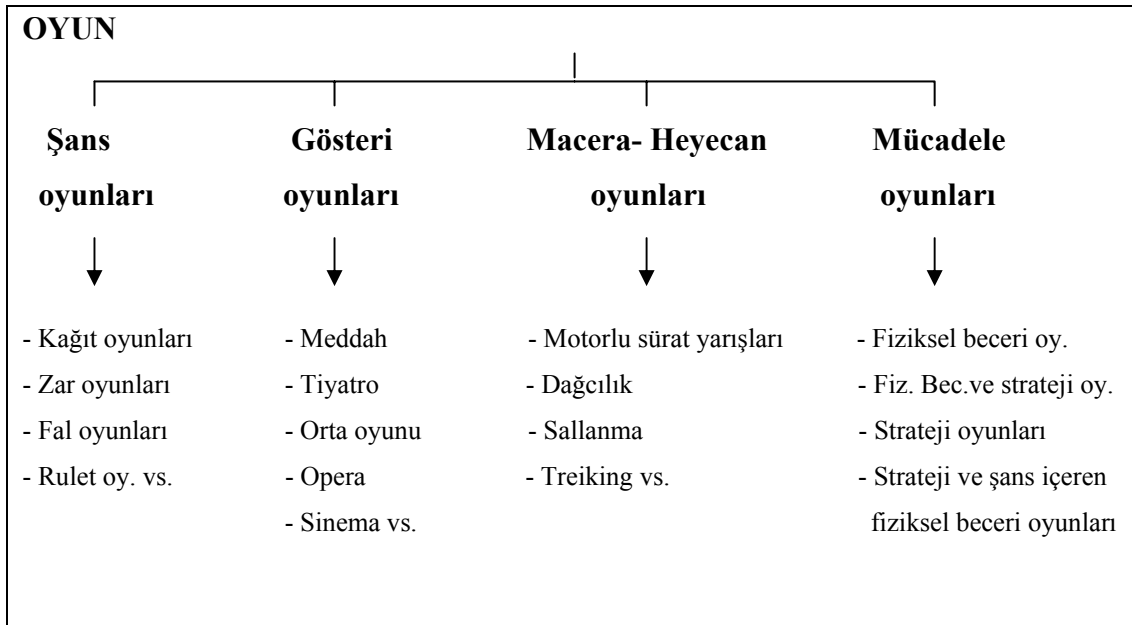 OYUN
Şans
oyunları
Gösteri
oyunları
Macera- Heyecan
oyunları
Mücadele
oyunları
- Kağıt oyunları
- Zar oyunları
- Fal oyunları
- Rulet oy. vs.
- Meddah
- Tiyatro
- Orta oyunu
- Opera
- Sinema vs.
- Motorlu sürat yarışları
- Dağcılık
- Sallanma
- Treiking vs.
- Fiziksel beceri oy.
- Fiz. Bec.ve strateji oy.
- Strateji oyunları
- Strateji ve şans içeren
fiziksel beceri oyunları